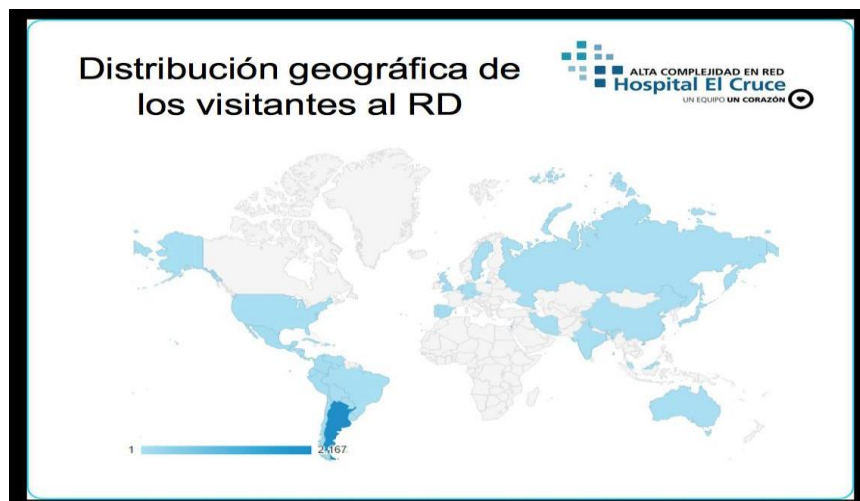 Distribución geográfica de
los visitantes al RD
ALTA COMPLEJIDAD EN RED
Hospital El Cruce
UN EQUIPO UN CORAZÓN
1
2.167